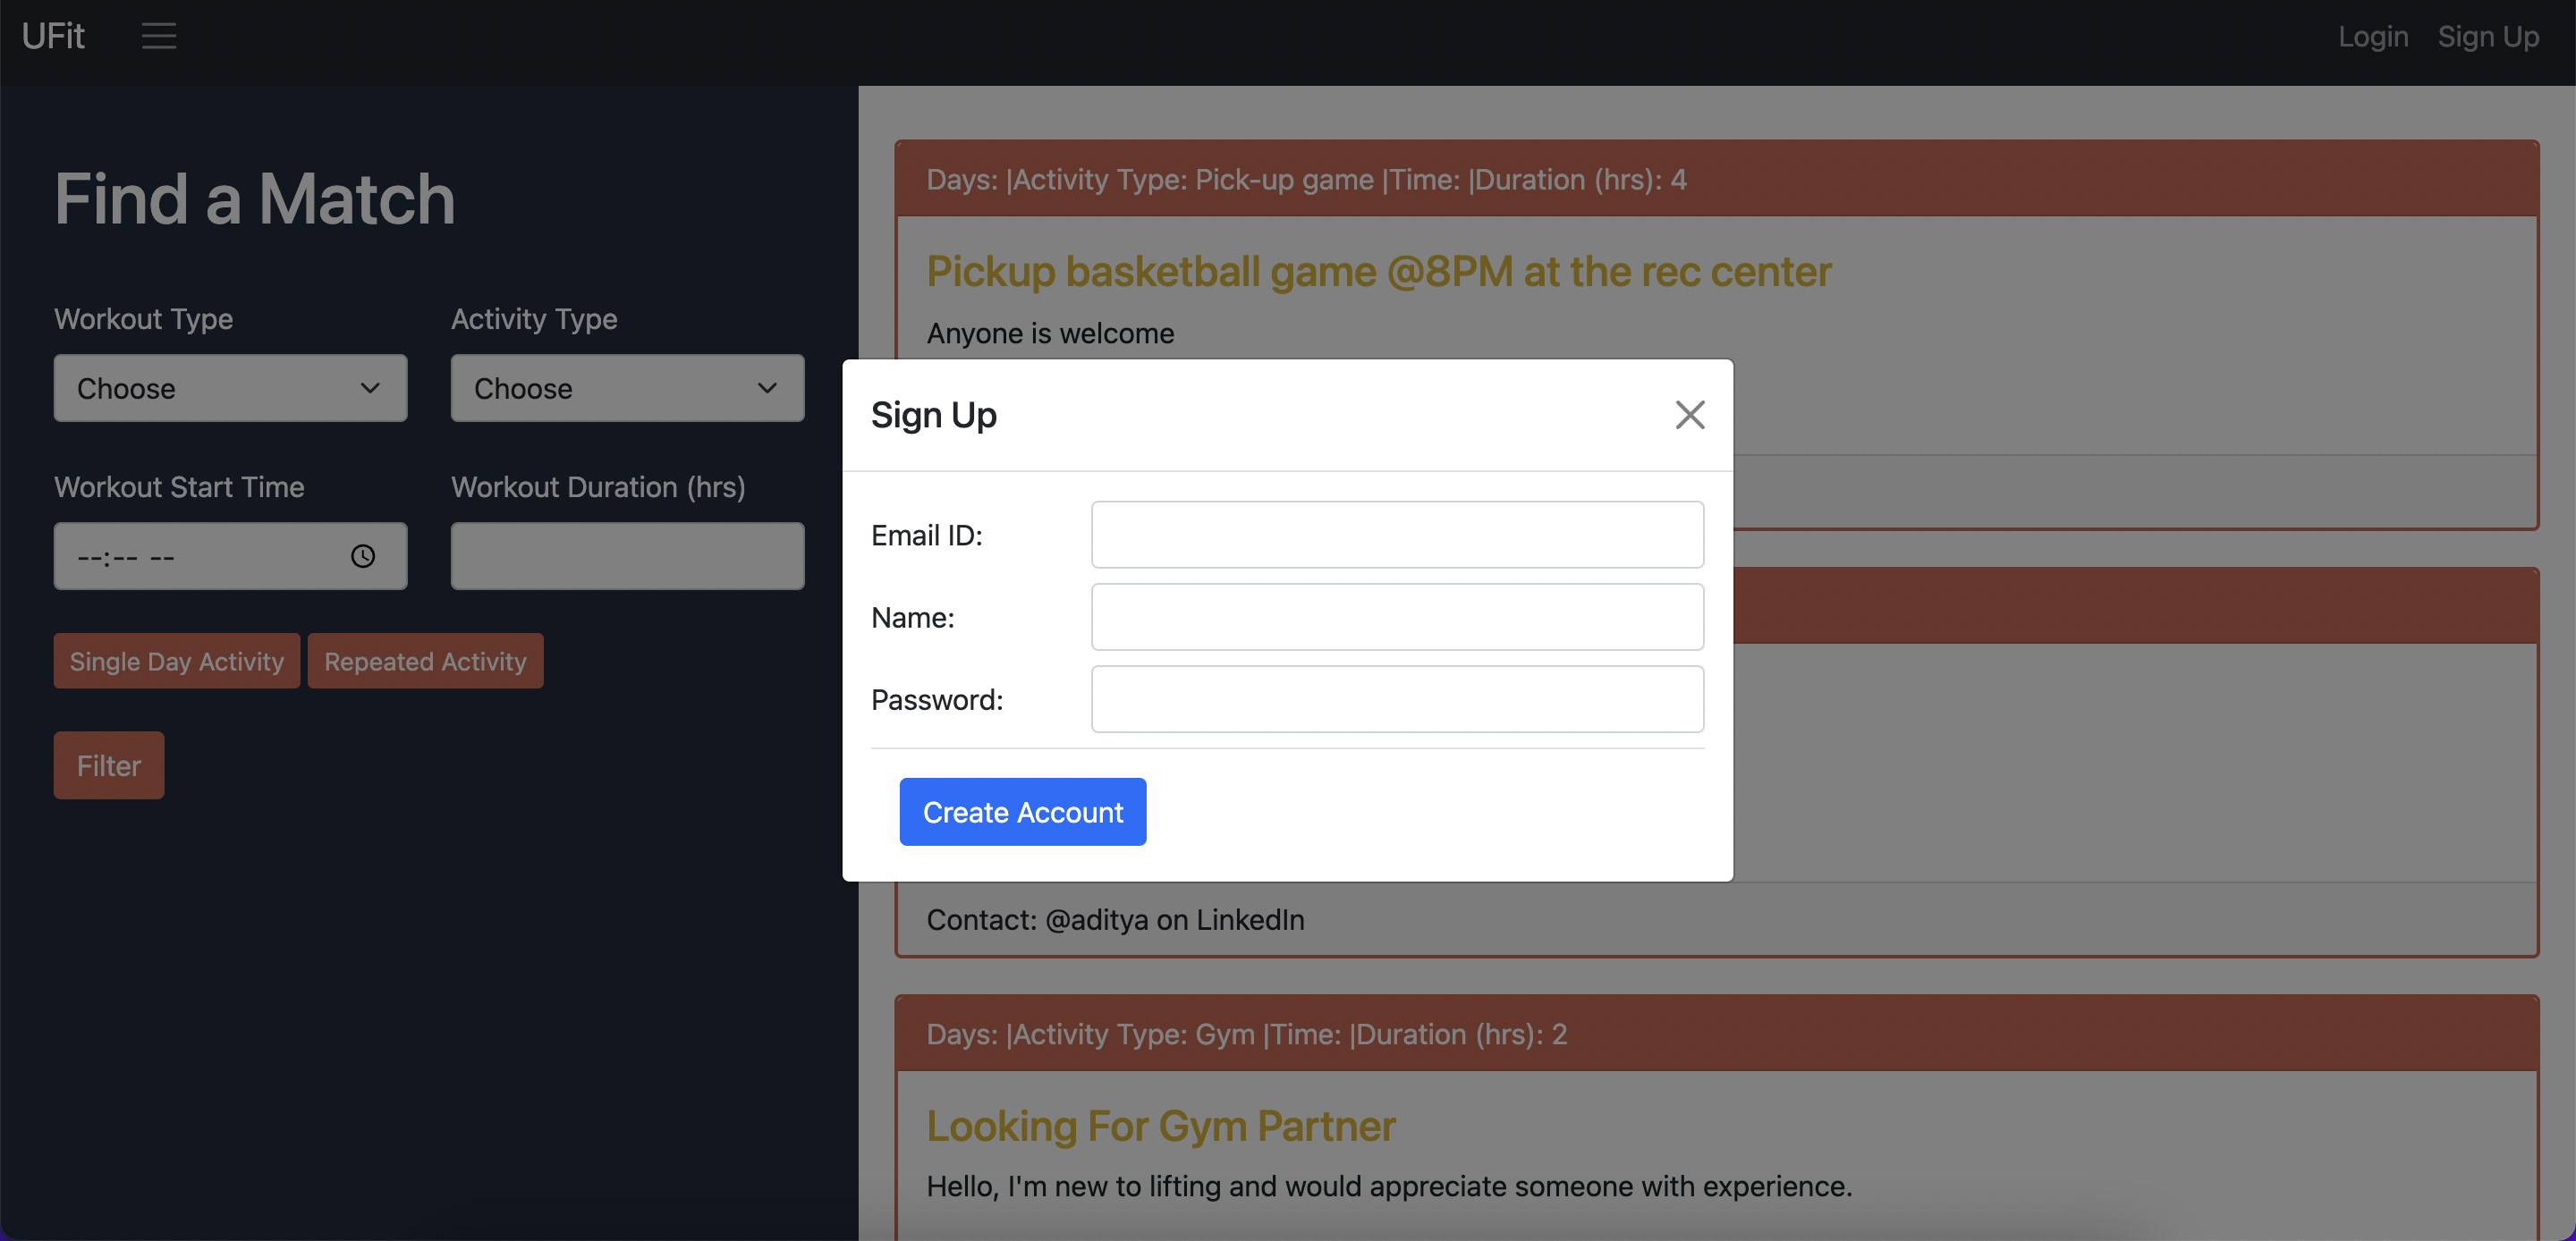 UFit
Login Sign Up
Find a Match
Workout Type Activity Type
Choose Choose
Workout Start Time Workout Duration (hrs)
--:-- --
Single Day Activity Repeated Activity
Filter
Days: |Activity Type: Pick-up game |Time: |Duration (hrs): 4
Pickup basketball game @8PM at the rec center
Anyone is welcome
Sign Up
Email ID:
Name:
Password:
Create Account
Contact: @aditya on LinkedIn
Days: |Activity Type: Gym |Time: |Duration (hrs): 2
Looking For Gym Partner
Hello, I'm new to lifting and would appreciate someone with experience.